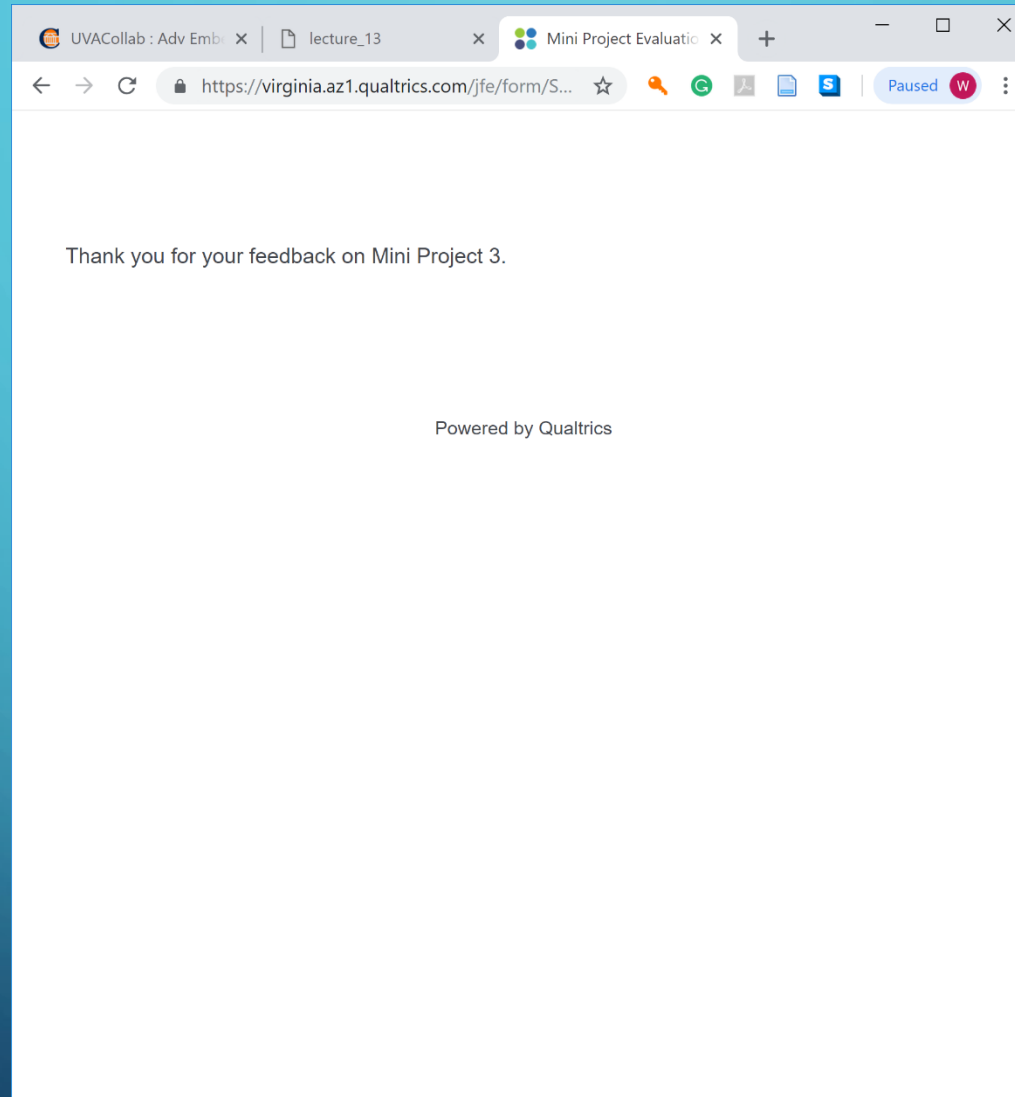 UVACollab : Adv Emb
lecture_13
Mini Project Evaluatio
https://virginia.az1.qualtrics.com/jfe/form/S...
G
S
Paused
W
Thank you for your feedback on Mini Project 3.
Powered by Qualtrics